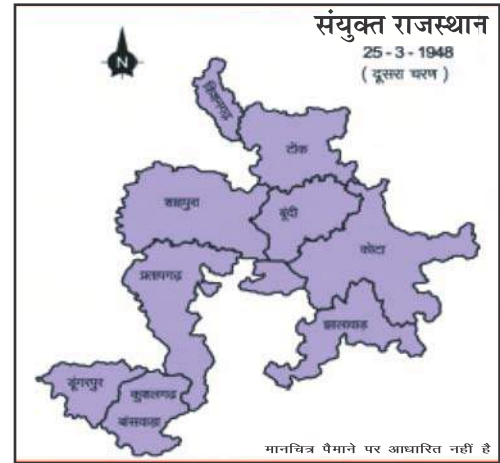 संयुक्त राजस्थान
25 - 3 - 1948
( दूसरा चरण )
N
किशनगढ़
टोंक
शाहपुरा
बूंदी
कोटा
प्रतापगढ़
झालावाड़
डूंगरपुर
कुशलगढ़
बांसवाड़ा
मानचित्र पैमाने पर आधारित नहीं है